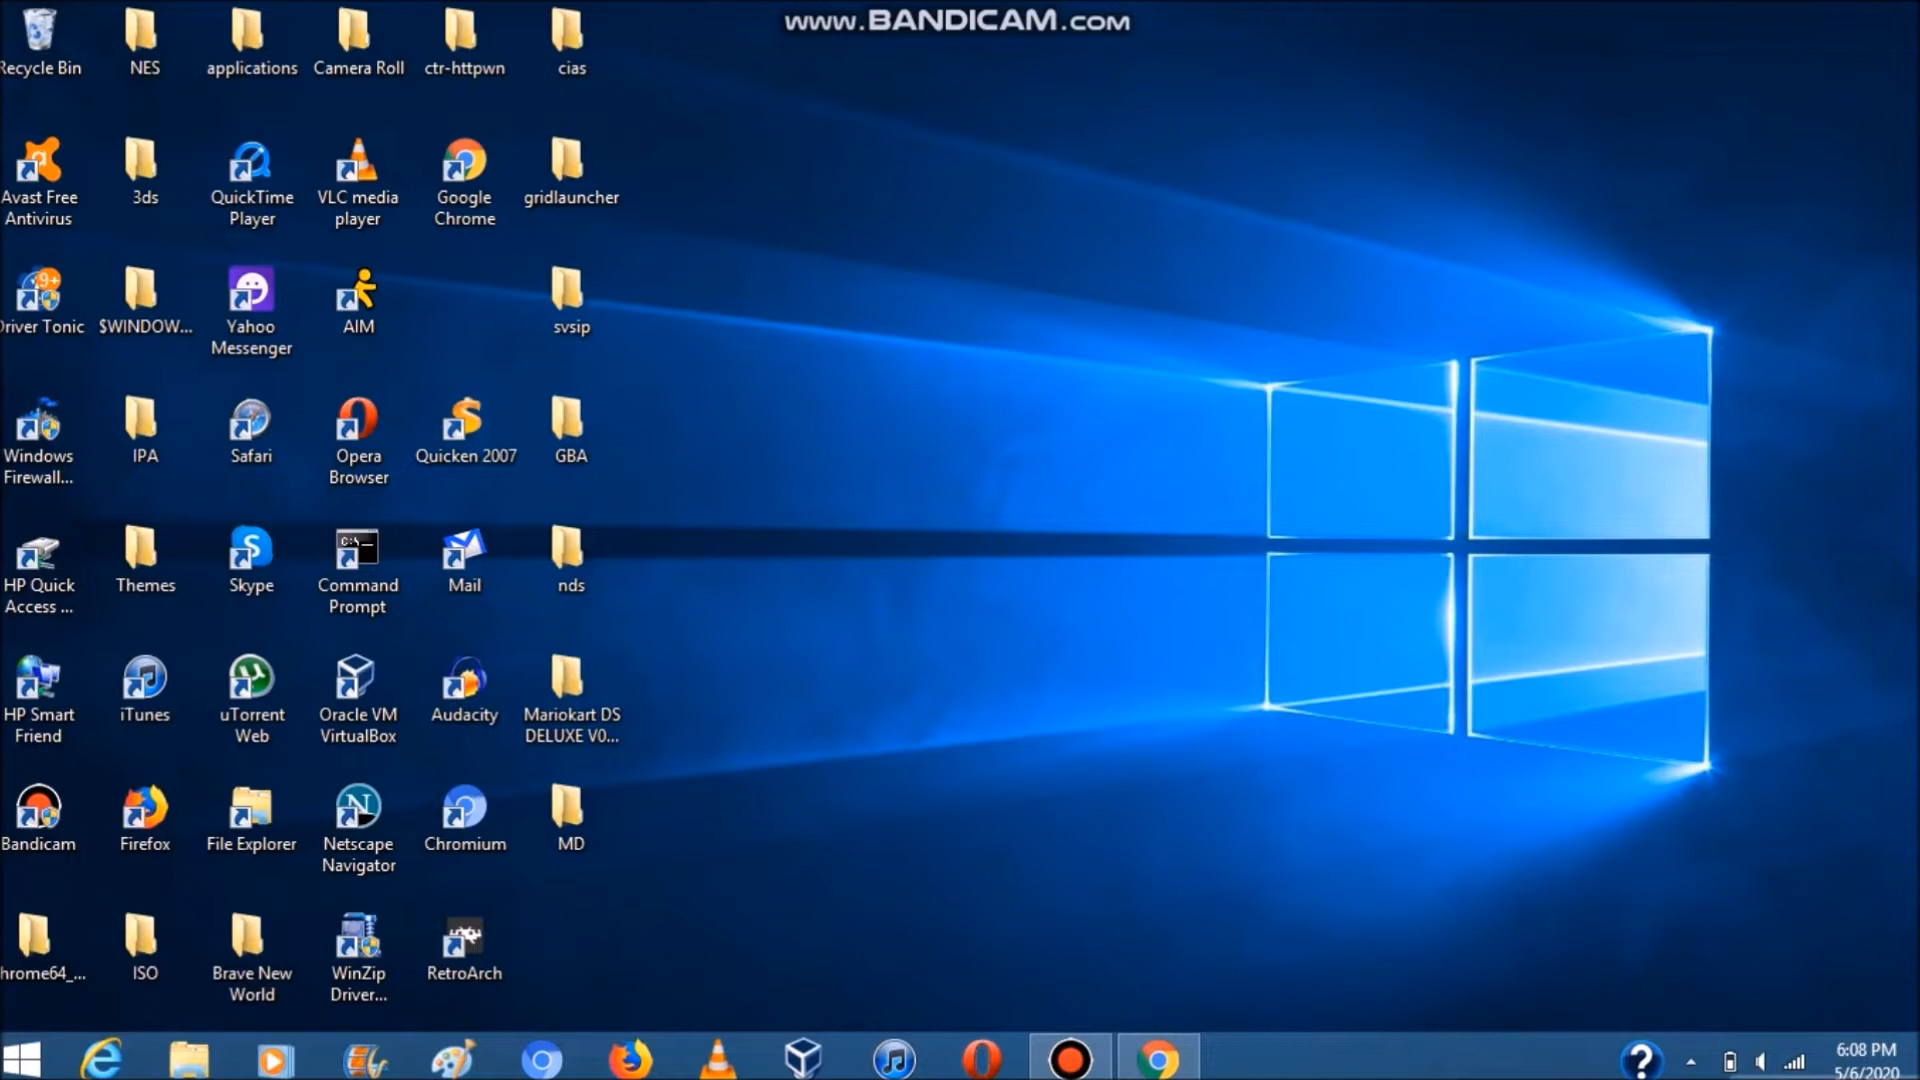 www.BANDICAM.com
Recycle Bin
NES
applications
Camera Roll
ctr-httpwn
cias
Avast Free
Antivirus
3ds
QuickTime
Player
VLC media
player
Google
Chrome
gridlauncher
Driver Tonic
$WINDOW...
Yahoo
Messenger
AIM
svsip
Windows
Firewall...
IPA
Safari
Opera
Browser
Quicken 2007
GBA
HP Quick
Access ...
Themes
Skype
Command
Prompt
Mail
nds
HP Smart
Friend
iTunes
uTorrent
Web
Oracle VM
VirtualBox
Audacity
Mariokart DS
DELUXE V0...
Bandicam
Firefox
File Explorer
Netscape
Navigator
Chromium
MD
hrome64_...
ISO
Brave New
World
WinZip
Driver...
RetroArch
6:08 PM
5/6/2020